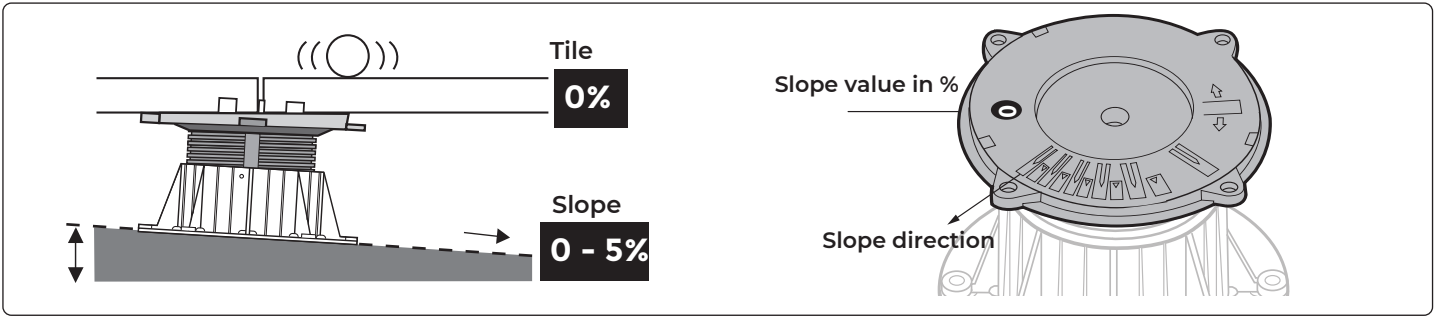 Tile
0%
Slope
0 - 5%
Slope value in %
Slope direction